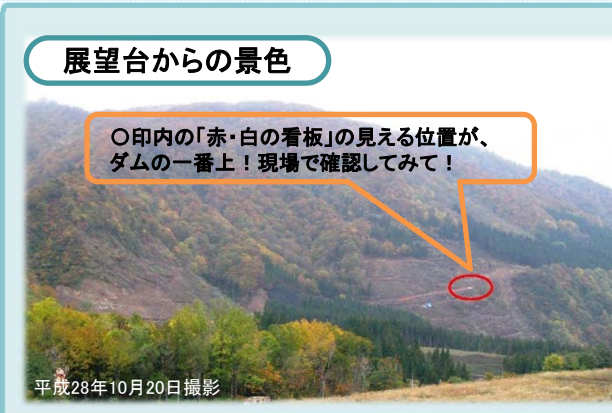 展望台からの景色
○印内の「赤・白の看板」の見える位置が、
ダムの一番上！現場で確認してみて！
平成28年10月20日撮影